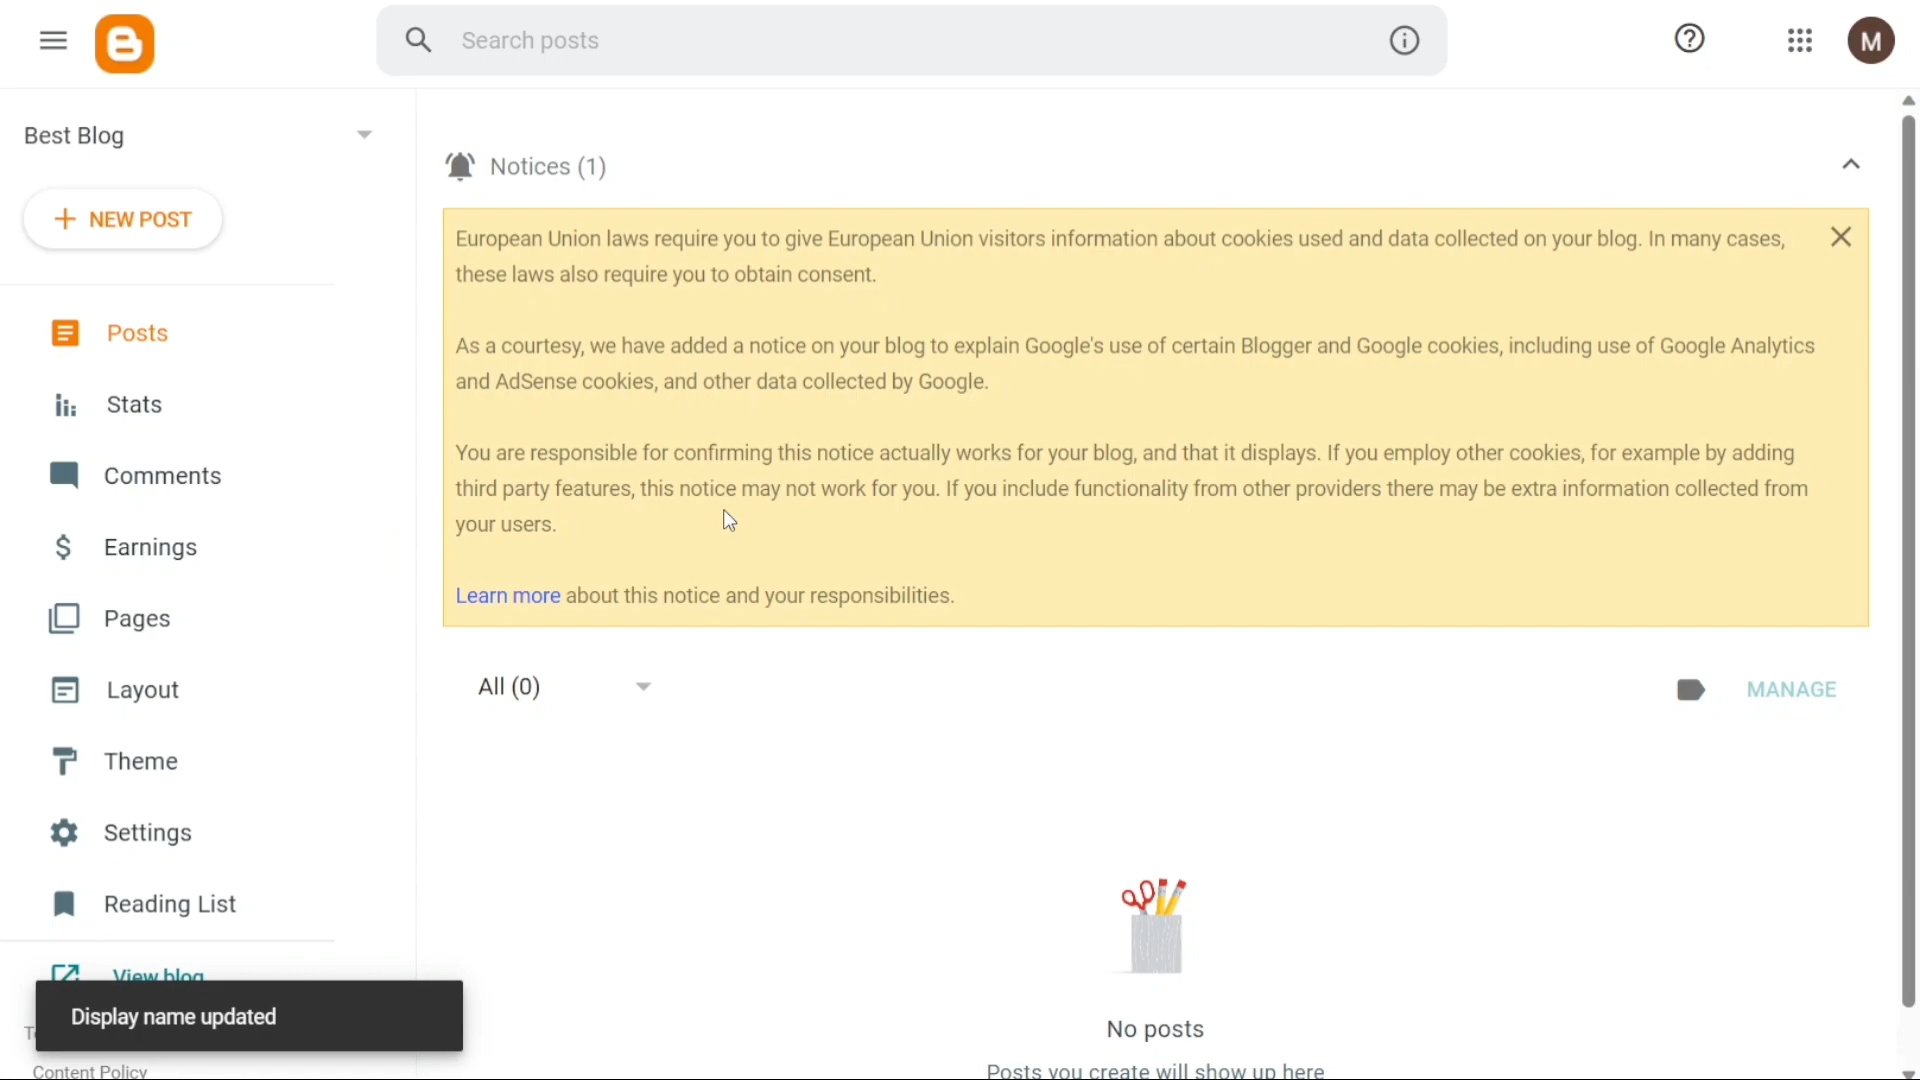 Search posts
M
Best Blog
NEW POST
Posts
Stats
Comments
Earnings
Pages
Layout
Theme
Settings
Reading List
View blog
Display name updated
Content Policy
Notices (1)
European Union laws require you to give European Union visitors information about cookies used and data collected on your blog. In many cases,
these laws also require you to obtain consent.
As a courtesy, we have added a notice on your blog to explain Google's use of certain Blogger and Google cookies, including use of Google Analytics
and AdSense cookies, and other data collected by Google.
You are responsible for confirming this notice actually works for your blog, and that it displays. If you employ other cookies, for example by adding
third party features, this notice may not work for you. If you include functionality from other providers there may be extra information collected from
your users.
Learn more about this notice and your responsibilities.
All (0)
MANAGE
No posts
Posts you create will show up here